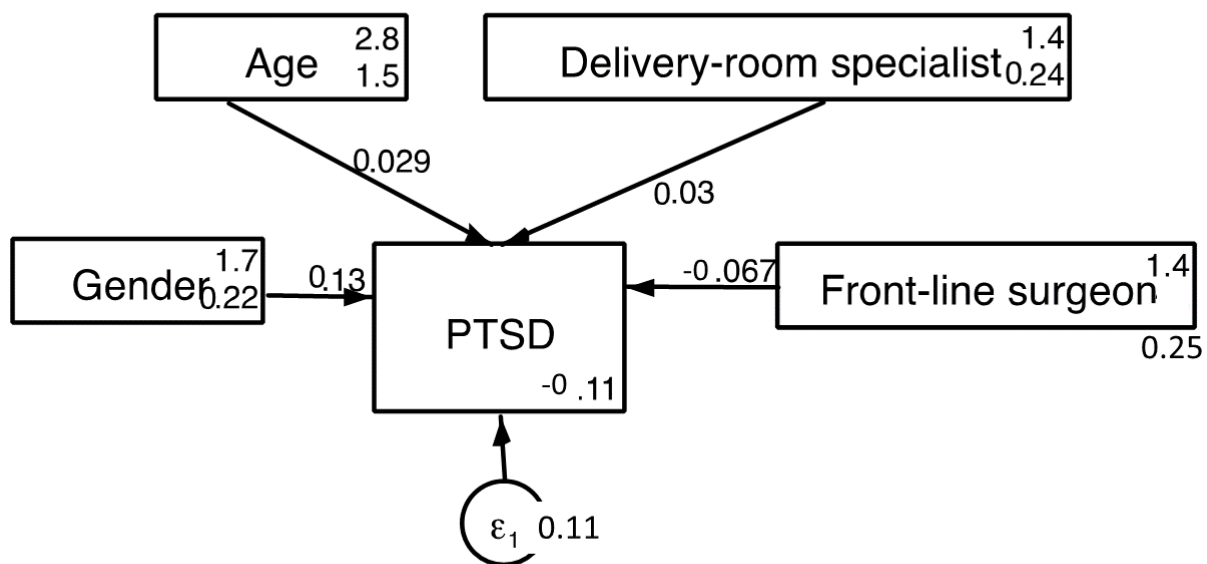 Age
2.8
1.5
Delivery-room specialist
1.4
0.24
0.029
0.03
Gender
1.7
0.22
0.13
-0.067
Front-line surgeon
1.4
0.25
PTSD
-0.11
ε1
0.11